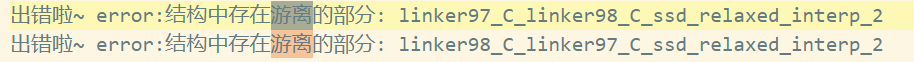 出错啦~ error:结构中存在游离的部分: linker97_C_linker98_C_ssd_relaxed_interp_2
出错啦~ error:结构中存在游离的部分: linker98_C_linker97_C_ssd_relaxed_interp_2